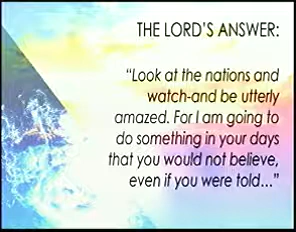 THE LORD'S ANSWER:
"Look at the nations and
watch-and be utterly
amazed. For I am going to
do something in your days
that you would not believe,
even if you were told..."